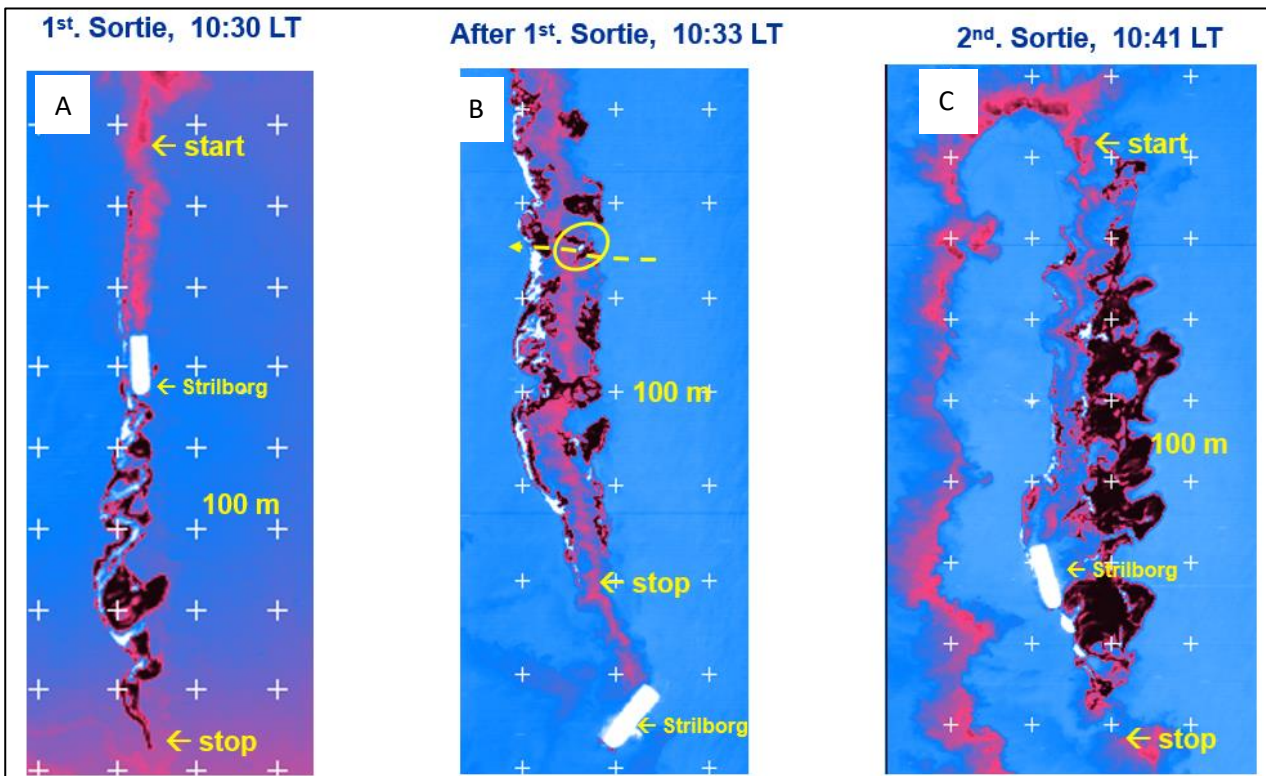 1st. Sortie, 10:30 LT
A
← start
← Strilborg
100 m
← stop
After 1st. Sortie, 10:33 LT
B
100 m
← stop
← Strilborg
2nd. Sortie, 10:41 LT
C
← start
100 m
← Strilborg
← stop